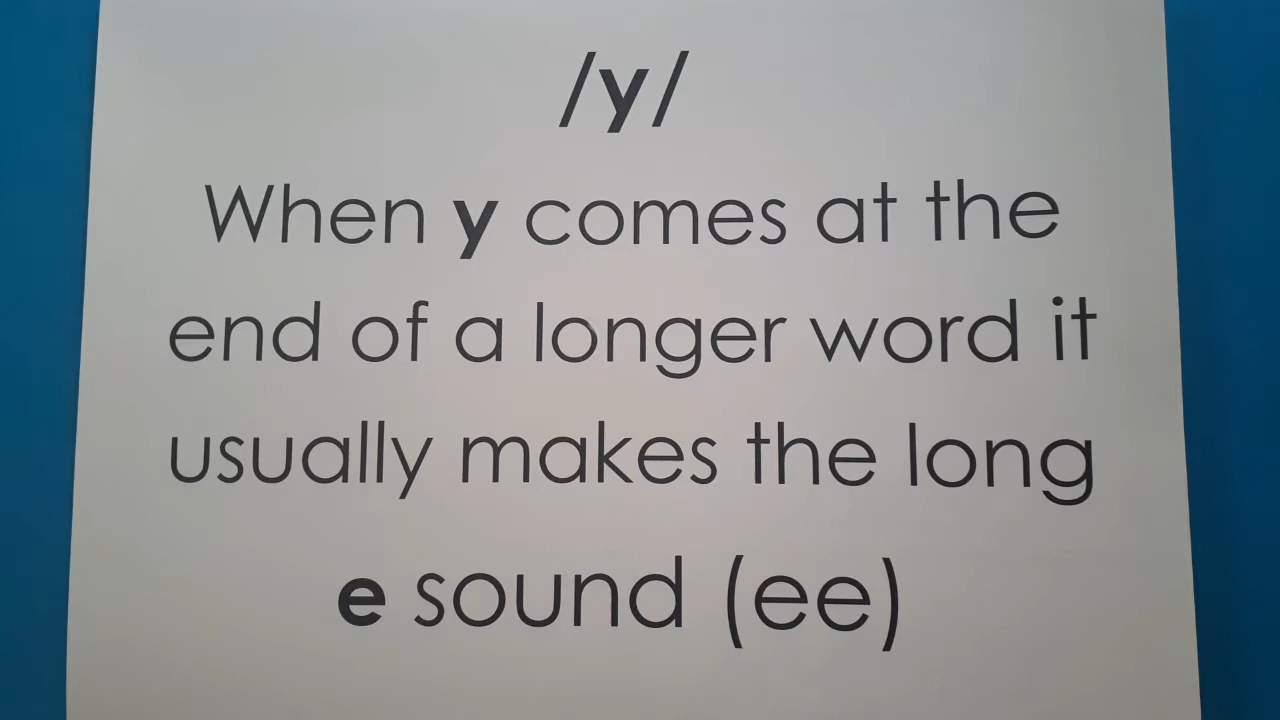 /y/
When y comes at the
end of a longer word it
usually makes the long
e sound (ee)